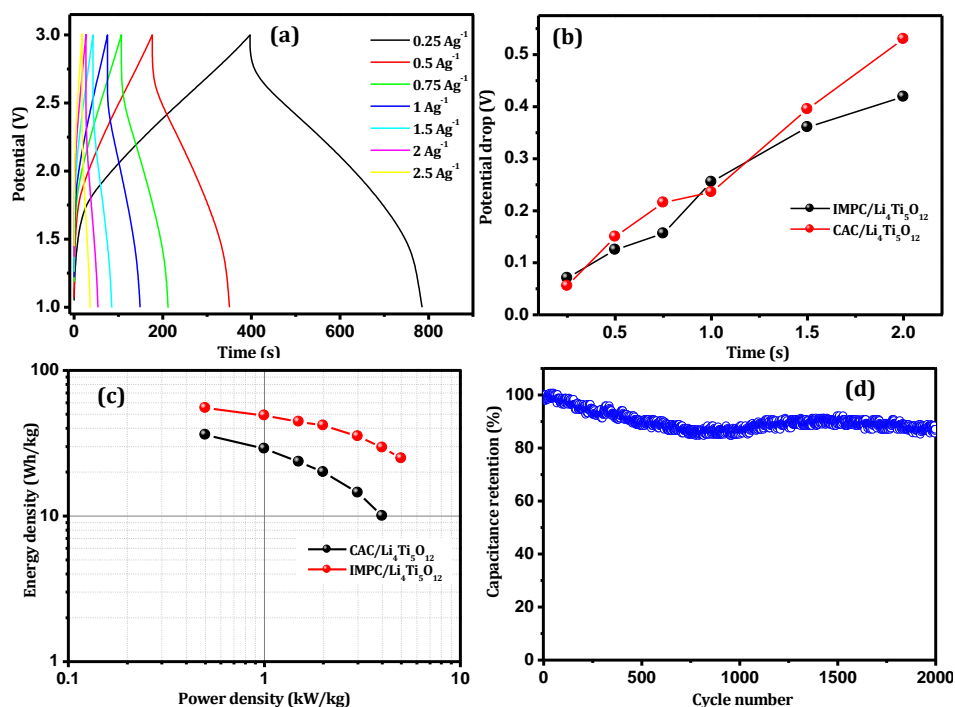 (a)
3.0
2.5
2.0
1.5
1.0
Potential (V)
0 200 400 600 800
Time (s)
0.25 Ag⁻¹
0.5 Ag⁻¹
0.75 Ag⁻¹
1 Ag⁻¹
1.5 Ag⁻¹
2 Ag⁻¹
2.5 Ag⁻¹
(b)
0.5
0.4
0.3
0.2
0.1
0.0
Potential drop (V)
0.5 1.0 1.5 2.0
Time (s)
IMPC/Li₄Ti₅O₁₂
CAC/Li₄Ti₅O₁₂
(c)
100
10
1
Energy density (Wh/kg)
0.1 1 10
Power density (kW/kg)
CAC/Li₄Ti₅O₁₂
IMPC/Li₄Ti₅O₁₂
(d)
100
80
60
40
20
0
Capacitance retention (%)
0 500 1000 1500 2000
Cycle number